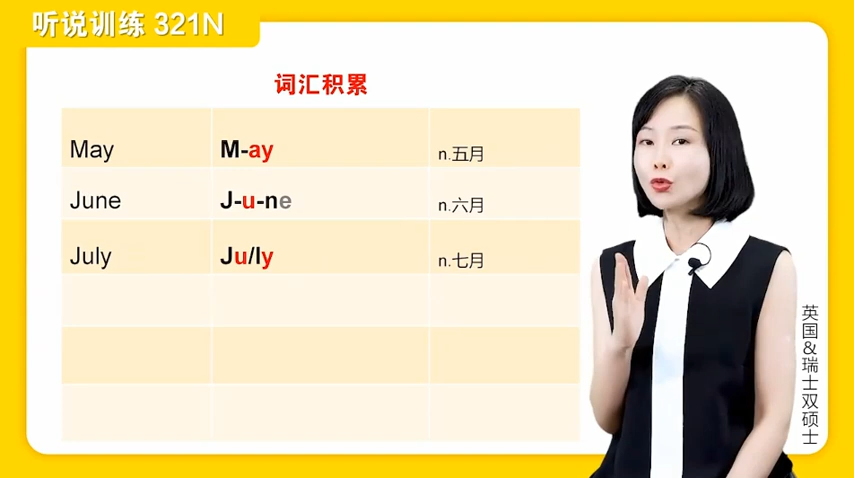 听说训练 321N
词汇积累
May M-ay n.五月
June J-u-ne n.六月
July Ju/ly n.七月
英国&瑞士双硕士